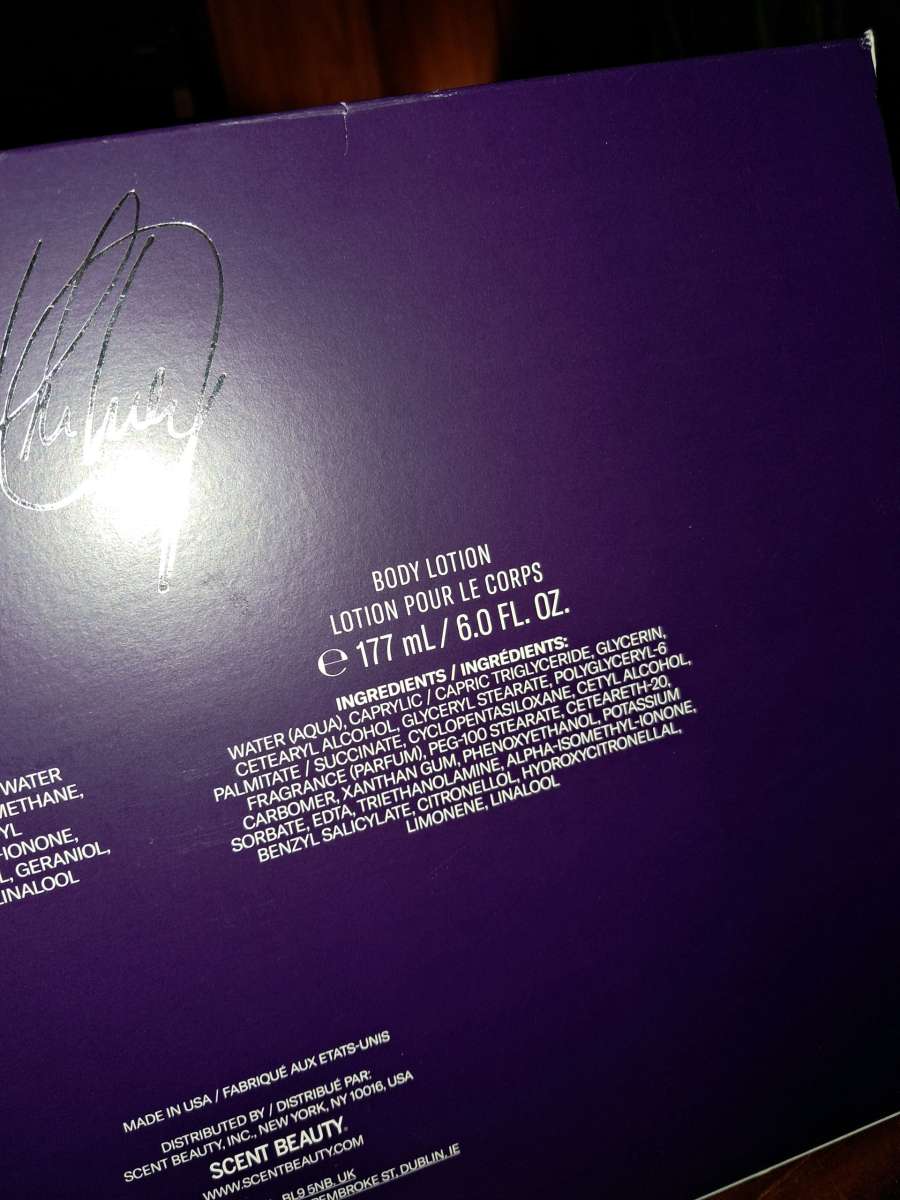 BODY LOTION
LOTION POUR LE CORPS
℮ 177 mL / 6.0 FL. OZ.
INGREDIENTS / INGRÉDIENTS:
WATER (AQUA), CAPRYLIC / CAPRIC TRIGLYCERIDE, GLYCERIN,
CETEARYL ALCOHOL, GLYCERYL STEARATE, POLYGLYCERYL-6
PALMITATE / SUCCINATE, CYCLOPENTASILOXANE, CETYL ALCOHOL,
FRAGRANCE (PARFUM), PEG-100 STEARATE, CETEARETH-20,
CARBOMER, XANTHAN GUM, PHENOXYETHANOL, POTASSIUM
SORBATE, EDTA, TRIETHANOLAMINE, ALPHA-ISOMETHYL-IONONE,
BENZYL SALICYLATE, CITRONELLOL, HYDROXYCITRONELLAL,
LIMONENE, LINALOOL
WATER
METHANE,
YL
-IONONE,
L, GERANIOL,
LINALOOL
MADE IN USA / FABRIQUÉ AUX ETATS-UNIS
DISTRIBUTED BY / DISTRIBUÉ PAR:
SCENT BEAUTY, INC., NEW YORK, NY 10016, USA
SCENT BEAUTY
WWW.SCENTBEAUTY.COM
BL9 5NB. UK
PEMBROKE ST, DUBLIN. IE